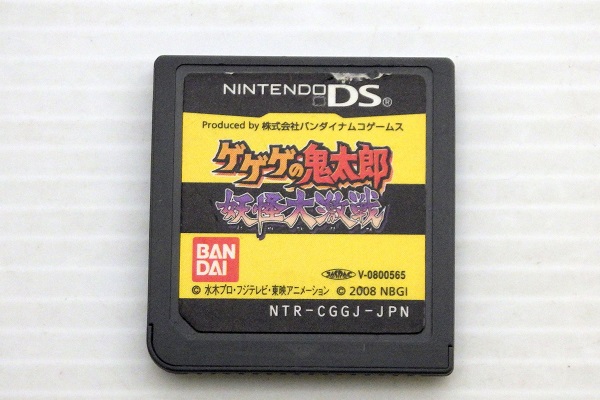 NINTENDO DS®
Produced by 株式会社バンダイナムコゲームス
ゲゲゲの鬼太郎
妖怪大激戦
BAN
DAI
V-0800565
© 水木プロ・フジテレビ・東映アニメーション © 2008 NBGI
NTR-CGGJ-JPN